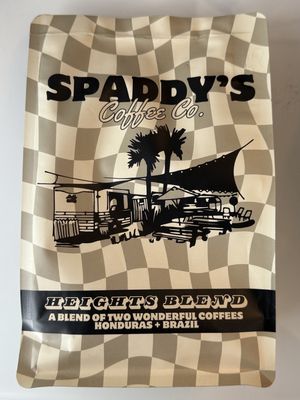 SPADDY'S
Coffee Co.
HEIGHTS BLEND
A BLEND OF TWO WONDERFUL COFFEES
HONDURAS + BRAZIL